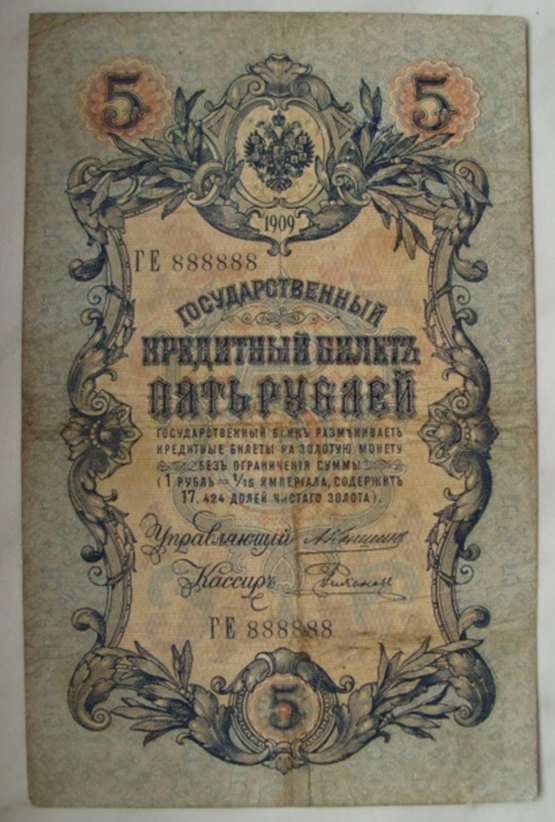 5 5
1909
ГЕ 888888
ГОСУДАРСТВЕННЫЙ
КРЕДИТНЫЙ БИЛЕТЪ
ПЯТЬ РУБЛЕЙ
ГОСУДАРСТВЕННЫЙ БАНКЪ РАЗМѢНИВАЕТЪ
КРЕДИТНЫЕ БИЛЕТЫ НА ЗОЛОТУЮ МОНЕТУ
БЕЗЪ ОГРАНИЧЕНІЯ СУММЫ
(1 РУБЛЬ = 1/15 ИМПЕРІАЛА, СОДЕРЖИТЪ
17,424 ДОЛЕЙ ЧИСТАГО ЗОЛОТА).
Управляющій
Кассиръ
ГЕ 888888
5